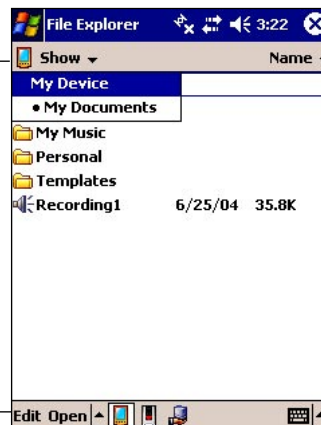 File Explorer 3:22
Show Name
My Device
• My Documents
My Music
Personal
Templates
Recording1 6/25/04 35.8K
Edit Open